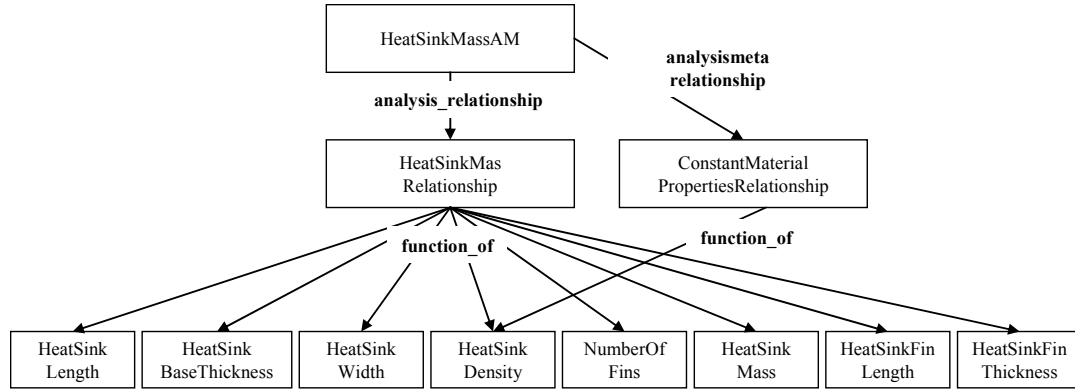 HeatSinkMassAM
analysismeta
relationship
analysis_relationship
HeatSinkMas
Relationship
ConstantMaterial
PropertiesRelationship
function_of
function_of
HeatSink
Length
HeatSink
BaseThickness
HeatSink
Width
HeatSink
Density
NumberOf
Fins
HeatSink
Mass
HeatSinkFin
Length
HeatSinkFin
Thickness